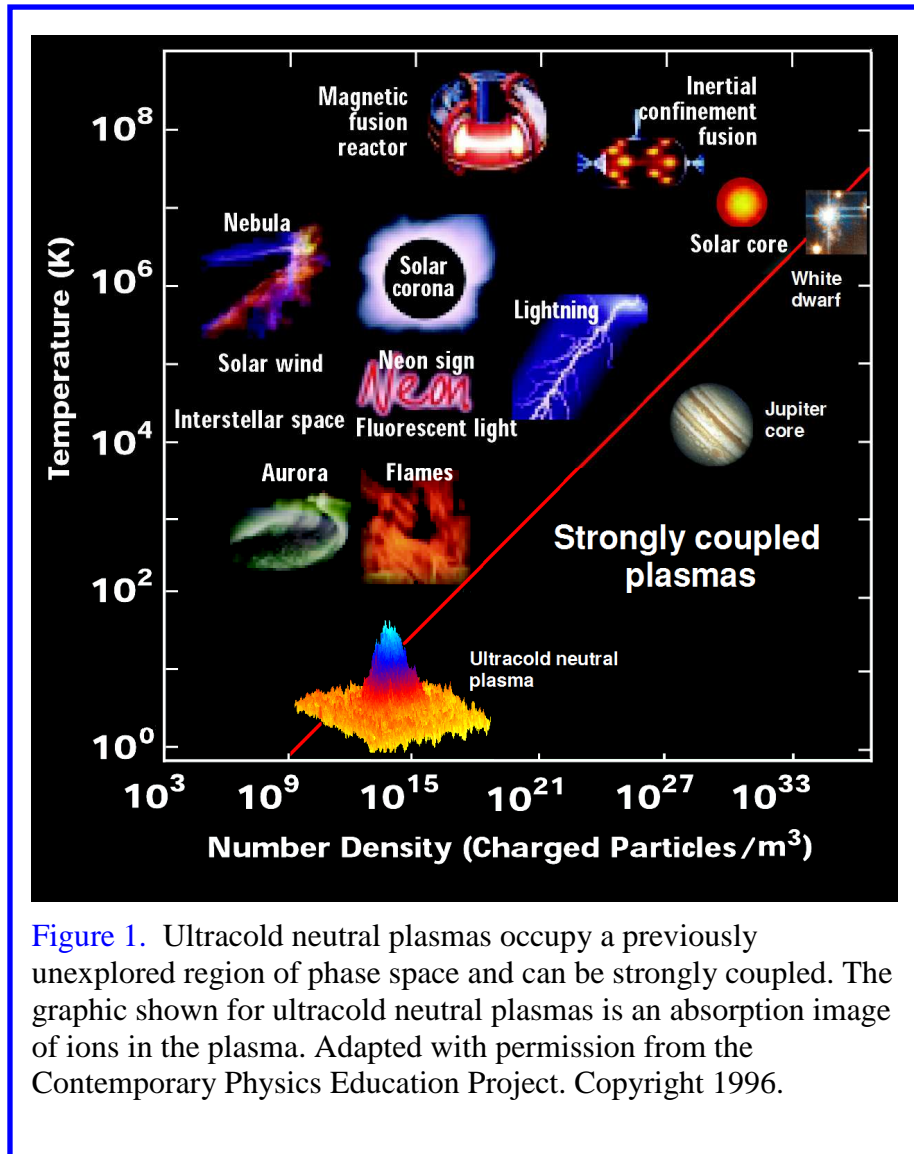 Magnetic
fusion
reactor
Inertial
confinement
fusion
10⁸
Nebula
Solar
corona
Solar core
White
dwarf
10⁶
Lightning
Temperature (K)
Solar wind
Neon sign
Neon
Interstellar space
Fluorescent light
Jupiter
core
10⁴
Aurora
Flames
Strongly coupled
plasmas
10²
Ultracold neutral
plasma
10⁰
10³ 10⁹ 10¹⁵ 10²¹ 10²⁷ 10³³
Number Density (Charged Particles/m³)
Figure 1. Ultracold neutral plasmas occupy a previously
unexplored region of phase space and can be strongly coupled. The
graphic shown for ultracold neutral plasmas is an absorption image
of ions in the plasma. Adapted with permission from the
Contemporary Physics Education Project. Copyright 1996.